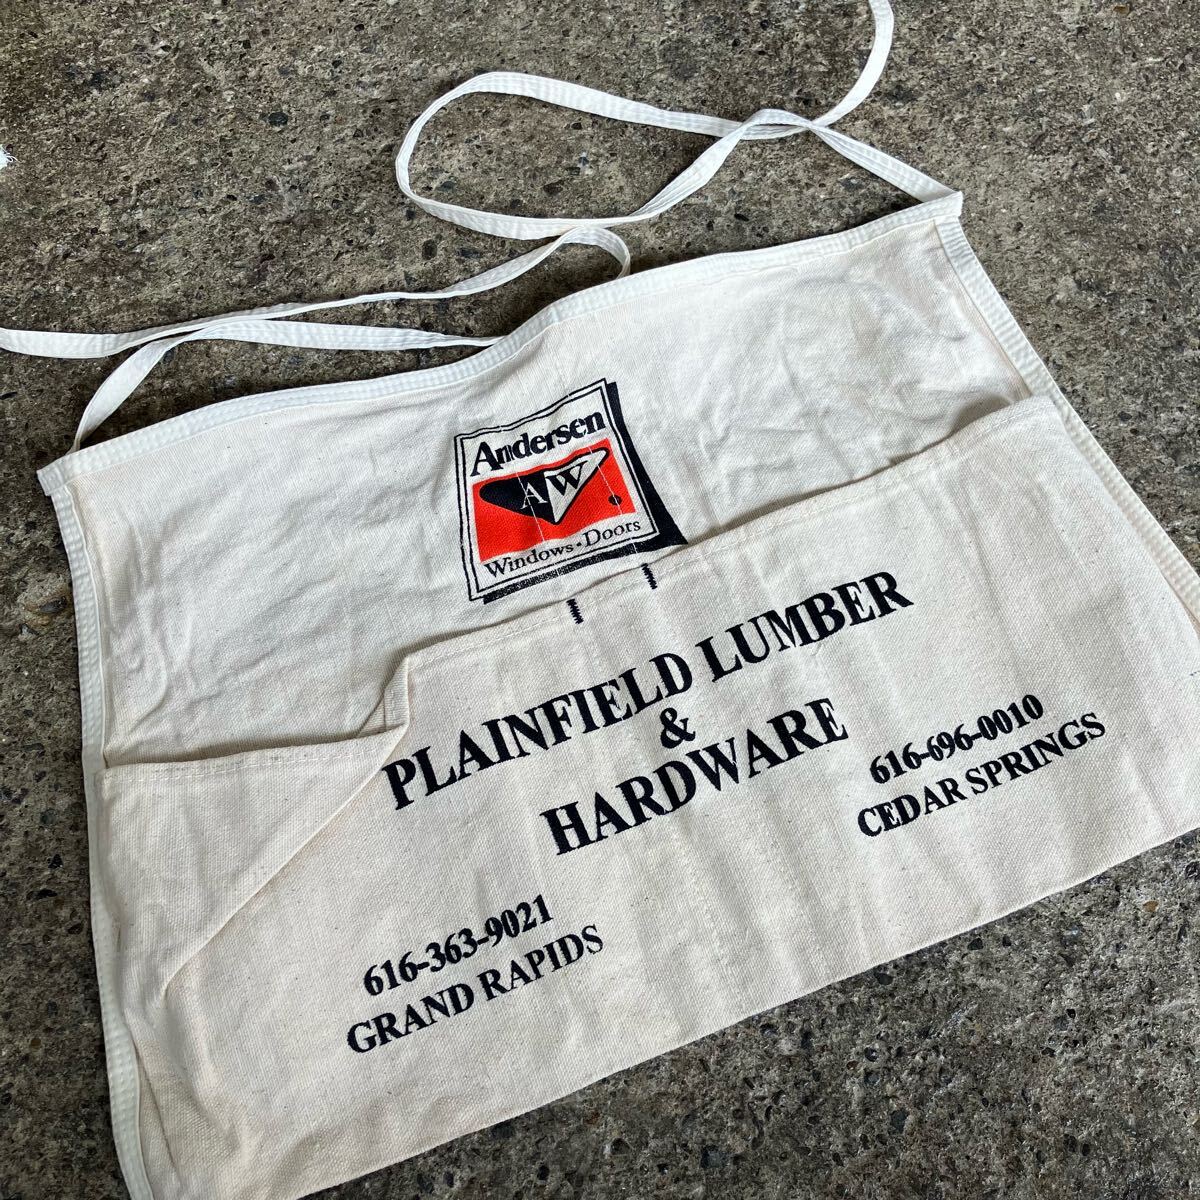 Andersen
AW
Windows·Doors
PLAINFIELD LUMBER
&
HARDWARE
616-696-0010
CEDAR SPRINGS
616-363-9021
GRAND RAPIDS